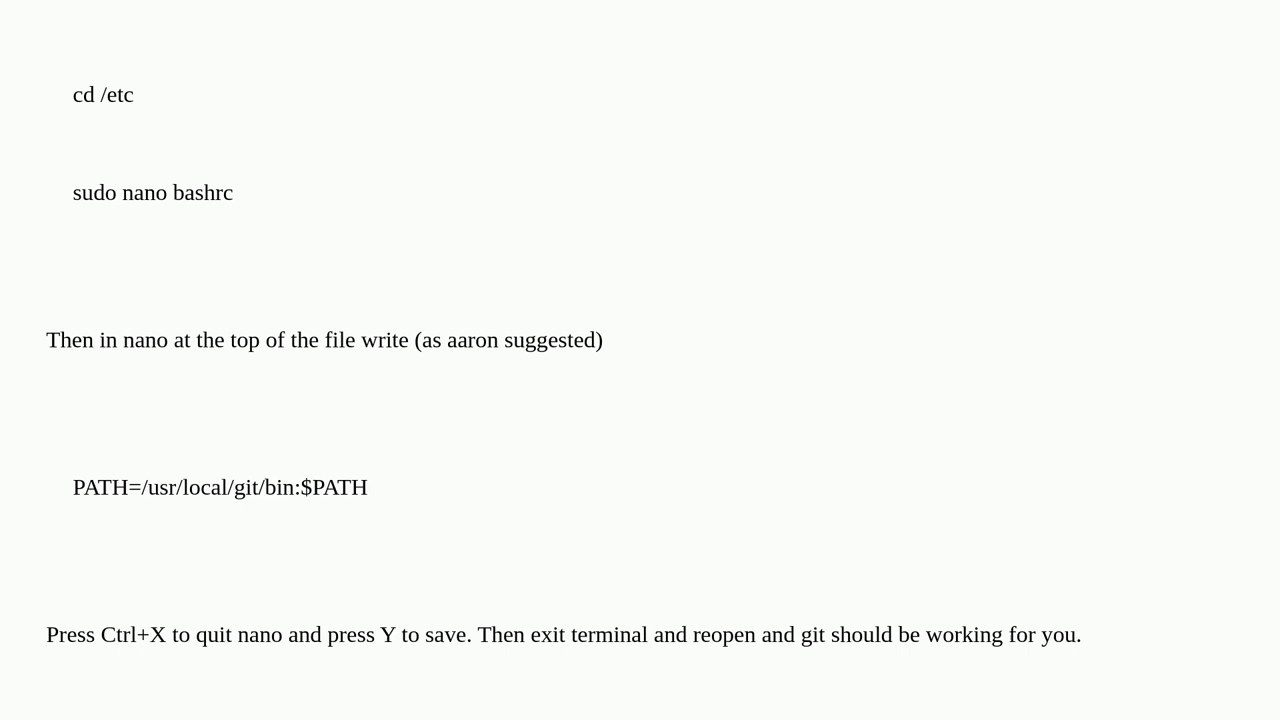 cd /etc
sudo nano bashrc
Then in nano at the top of the file write (as aaron suggested)
PATH=/usr/local/git/bin:$PATH
Press Ctrl+X to quit nano and press Y to save. Then exit terminal and reopen and git should be working for you.